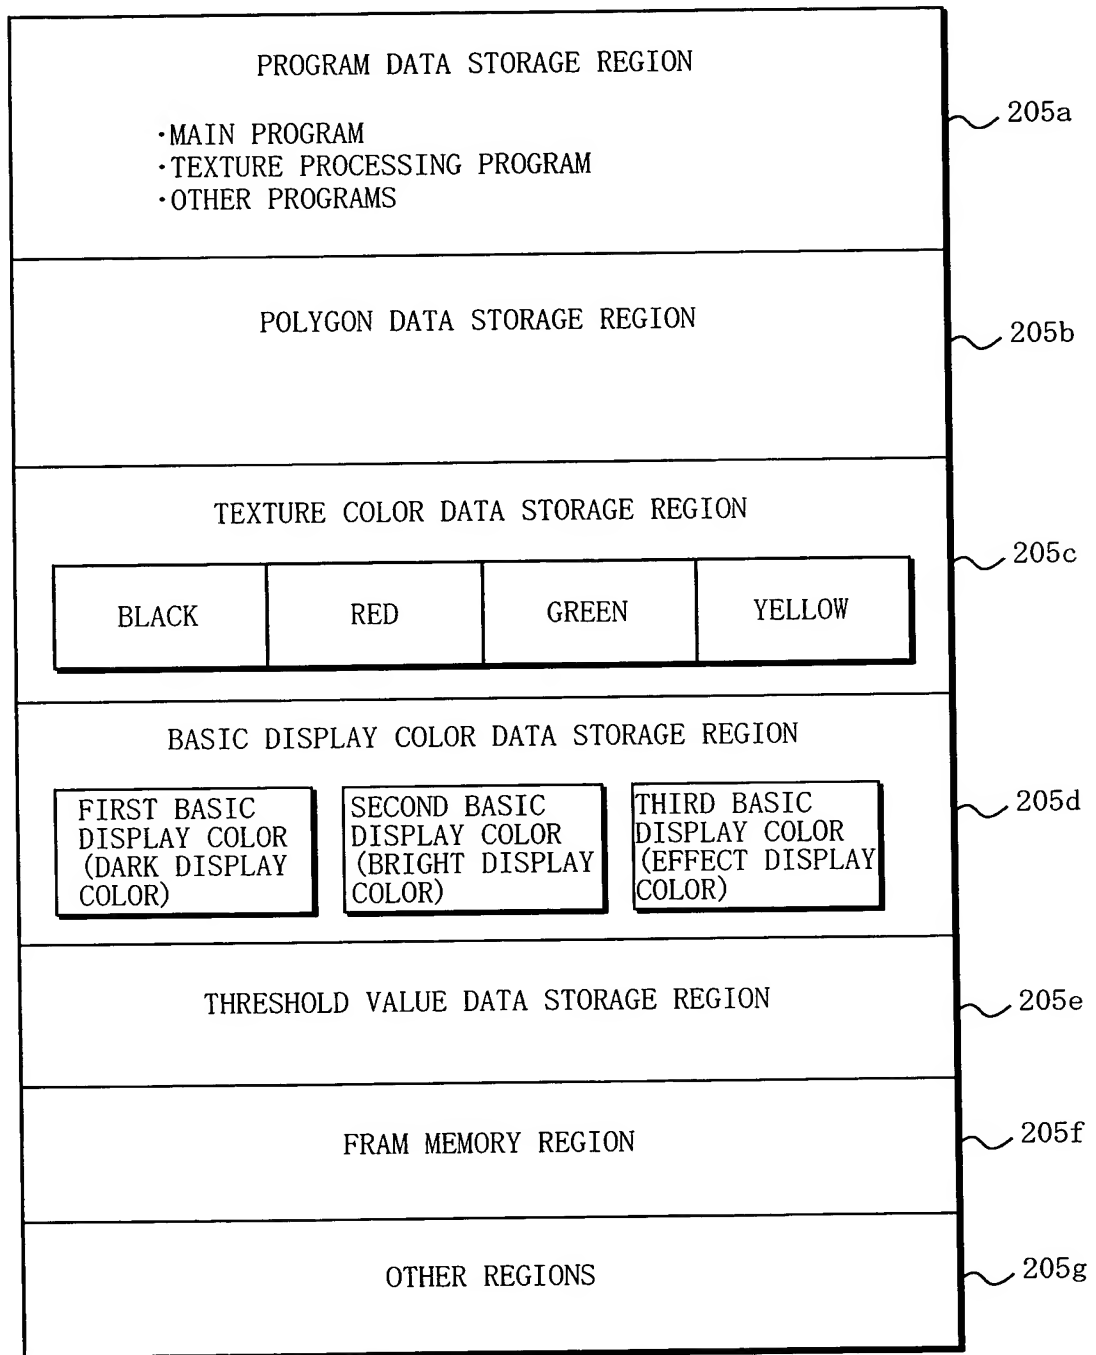 PROGRAM DATA STORAGE REGION
·MAIN PROGRAM
·TEXTURE PROCESSING PROGRAM
·OTHER PROGRAMS
205a
POLYGON DATA STORAGE REGION
205b
TEXTURE COLOR DATA STORAGE REGION
205c
BLACK
RED
GREEN
YELLOW
BASIC DISPLAY COLOR DATA STORAGE REGION
FIRST BASIC
DISPLAY COLOR
(DARK DISPLAY
COLOR)
SECOND BASIC
DISPLAY COLOR
(BRIGHT DISPLAY
COLOR)
THIRD BASIC
DISPLAY COLOR
(EFFECT DISPLAY
COLOR)
205d
THRESHOLD VALUE DATA STORAGE REGION
205e
FRAM MEMORY REGION
205f
OTHER REGIONS
205g